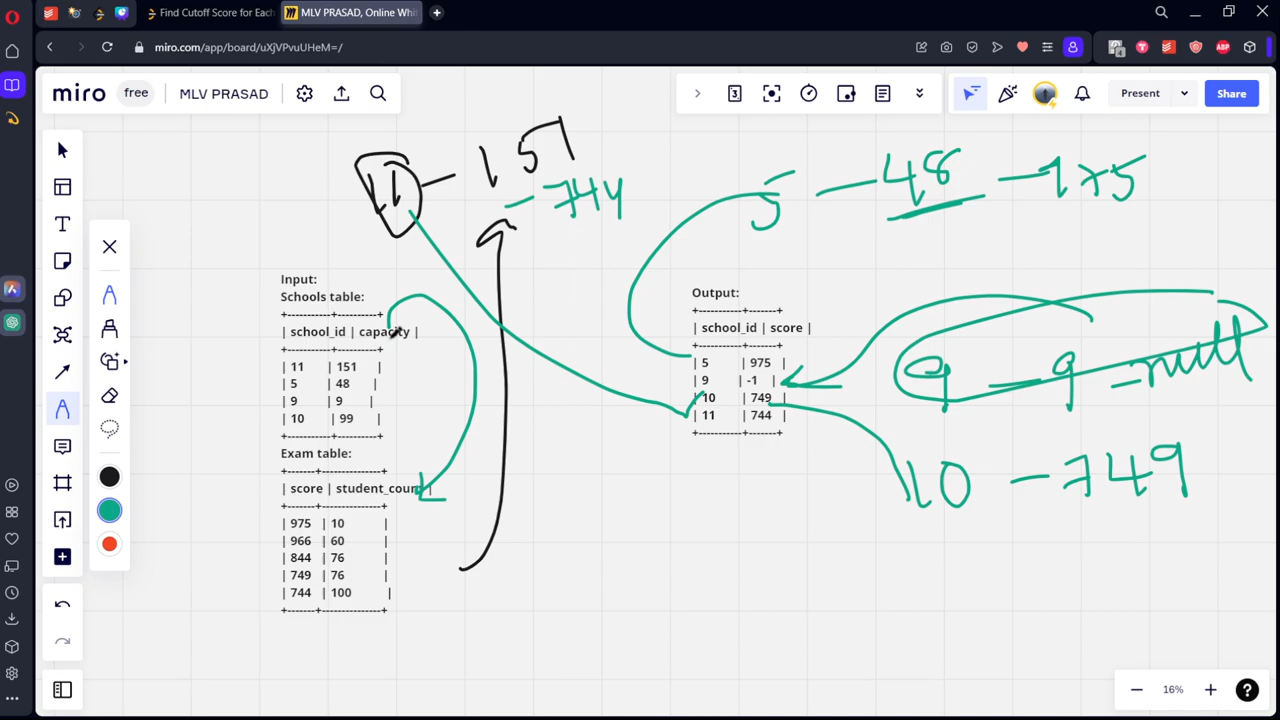 Find Cutoff Score for Each
MLV PRASAD, Online Whi
miro.com/app/board/uXjVPvuUHeM=/
ABP
miro free MLV PRASAD
3 Present Share
11 - 151
- 744
5 - 48 - 975
Input:
Schools table:
+-----------+----------+
| school_id | capacity |
+-----------+----------+
| 11 | 151 |
| 5 | 48 |
| 9 | 9 |
| 10 | 99 |
+-----------+----------+
Exam table:
+-------+---------------+
| score | student_coun |
+-------+---------------+
| 975 | 10 |
| 966 | 60 |
| 844 | 76 |
| 749 | 76 |
| 744 | 100 |
+-------+---------------+
Output:
+-----------+-------+
| school_id | score |
+-----------+-------+
| 5 | 975 |
| 9 | -1 |
| 10 | 749 |
| 11 | 744 |
+-----------+-------+
9 - 9 = null
10 - 749
16%